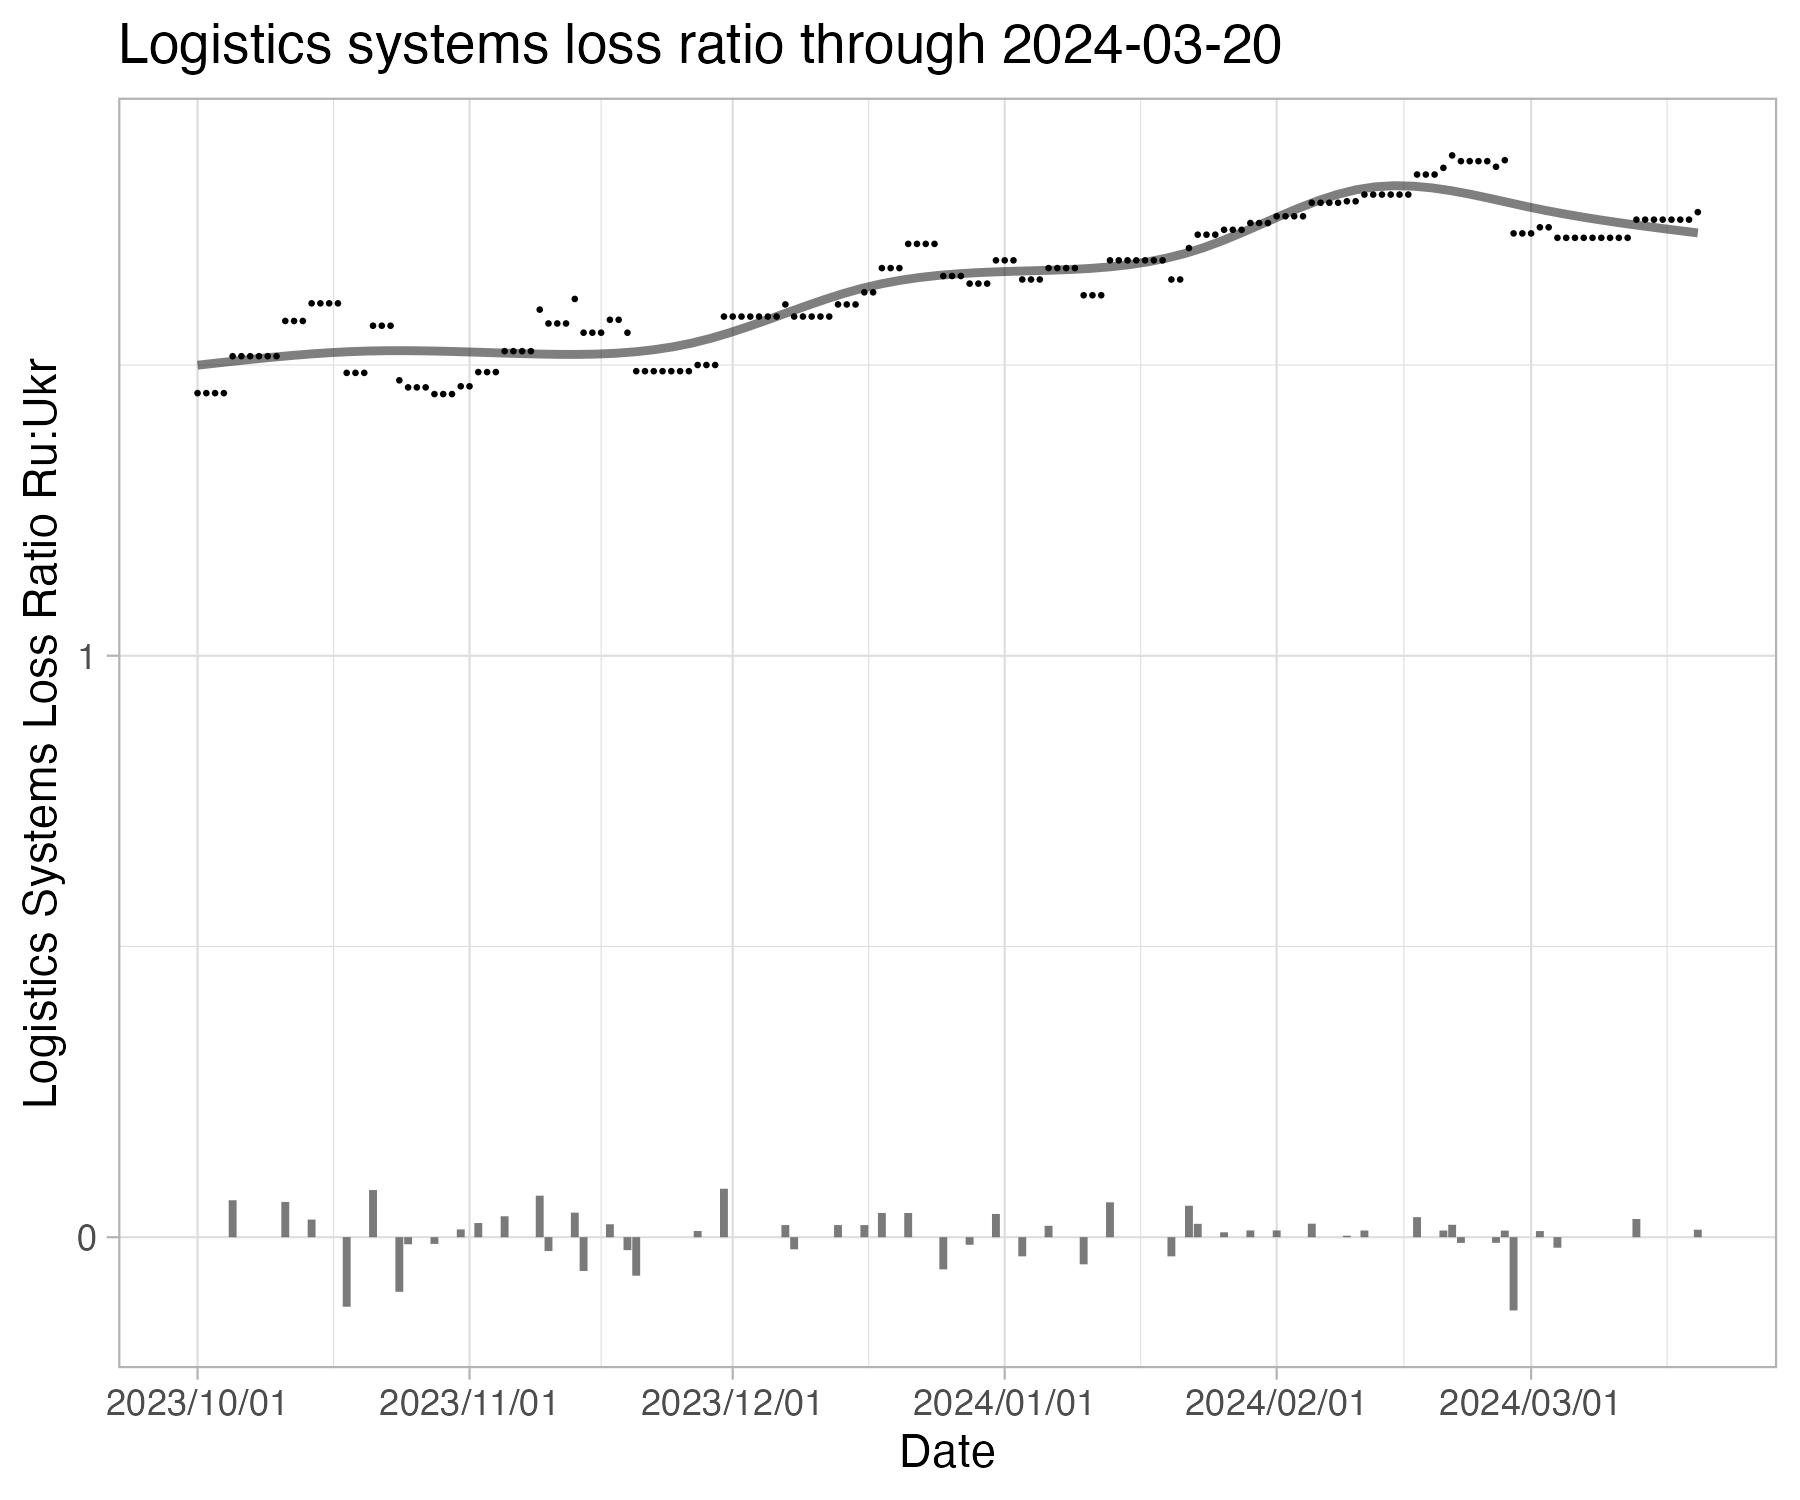 Logistics systems loss ratio through 2024-03-20
Logistics Systems Loss Ratio Ru:Ukr
1
0
2023/10/01 2023/11/01 2023/12/01 2024/01/01 2024/02/01 2024/03/01
Date